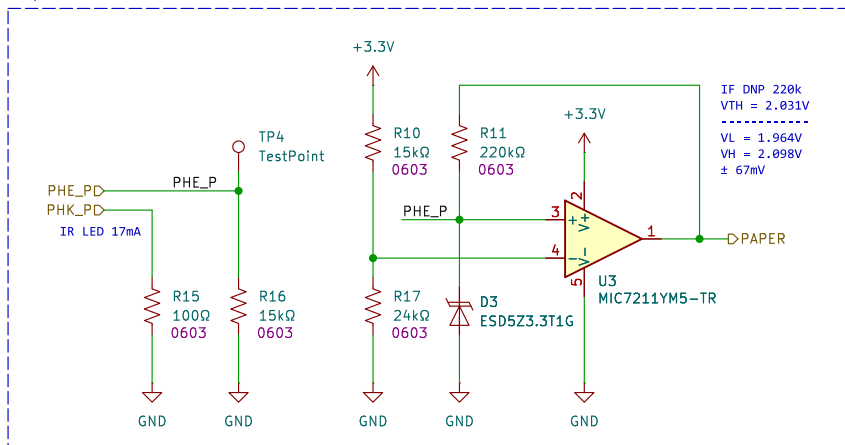 +3.3V
IF DNP 220k
VTH = 2.031V
-------------
VL = 1.964V
VH = 2.098V
± 67mV
+3.3V
TP4
TestPoint
R10
15kΩ
0603
R11
220kΩ
0603
PHE_P
PHE_P
PHK_P
IR LED 17mA
PHE_P
2
3
+
V+
1
PAPER
4
-
V-
5
U3
MIC7211YM5-TR
R15
100Ω
0603
R16
15kΩ
0603
R17
24kΩ
0603
D3
ESD5Z3.3T1G
GND
GND
GND
GND
GND